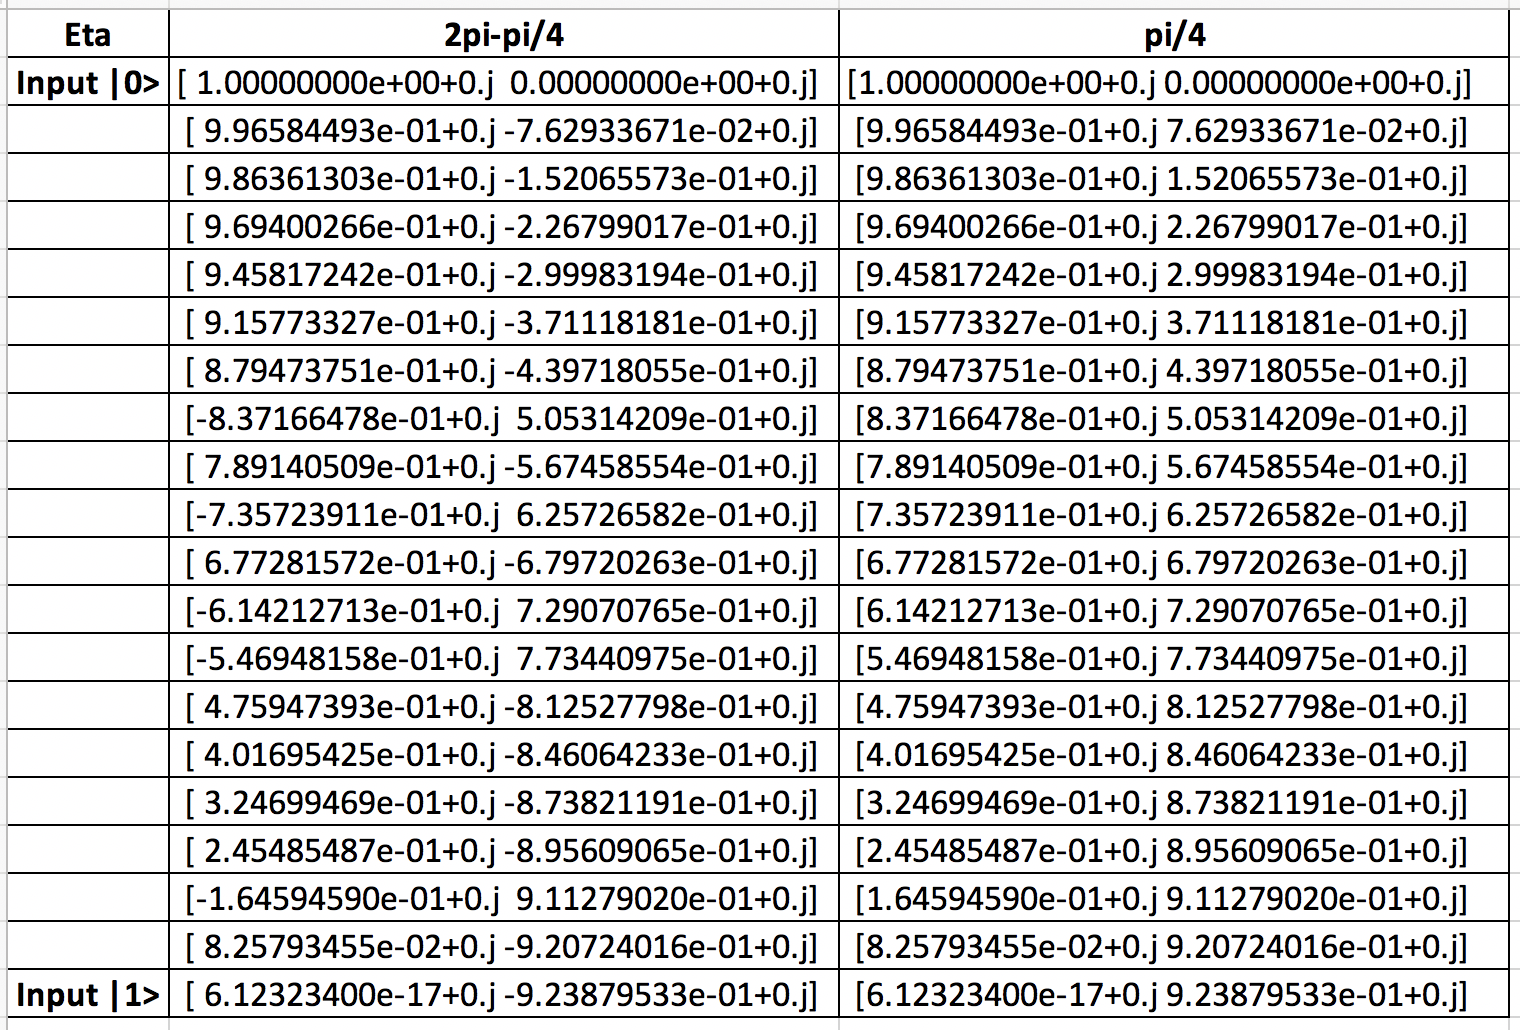 Eta 2pi-pi/4 pi/4
Input |0> [ 1.00000000e+00+0.j 0.00000000e+00+0.j] [1.00000000e+00+0.j 0.00000000e+00+0.j]
[ 9.96584493e-01+0.j -7.62933671e-02+0.j] [9.96584493e-01+0.j 7.62933671e-02+0.j]
[ 9.86361303e-01+0.j -1.52065573e-01+0.j] [9.86361303e-01+0.j 1.52065573e-01+0.j]
[ 9.69400266e-01+0.j -2.26799017e-01+0.j] [9.69400266e-01+0.j 2.26799017e-01+0.j]
[ 9.45817242e-01+0.j -2.99983194e-01+0.j] [9.45817242e-01+0.j 2.99983194e-01+0.j]
[ 9.15773327e-01+0.j -3.71118181e-01+0.j] [9.15773327e-01+0.j 3.71118181e-01+0.j]
[ 8.79473751e-01+0.j -4.39718055e-01+0.j] [8.79473751e-01+0.j 4.39718055e-01+0.j]
[-8.37166478e-01+0.j 5.05314209e-01+0.j] [8.37166478e-01+0.j 5.05314209e-01+0.j]
[ 7.89140509e-01+0.j -5.67458554e-01+0.j] [7.89140509e-01+0.j 5.67458554e-01+0.j]
[-7.35723911e-01+0.j 6.25726582e-01+0.j] [7.35723911e-01+0.j 6.25726582e-01+0.j]
[ 6.77281572e-01+0.j -6.79720263e-01+0.j] [6.77281572e-01+0.j 6.79720263e-01+0.j]
[-6.14212713e-01+0.j 7.29070765e-01+0.j] [6.14212713e-01+0.j 7.29070765e-01+0.j]
[-5.46948158e-01+0.j 7.73440975e-01+0.j] [5.46948158e-01+0.j 7.73440975e-01+0.j]
[ 4.75947393e-01+0.j -8.12527798e-01+0.j] [4.75947393e-01+0.j 8.12527798e-01+0.j]
[ 4.01695425e-01+0.j -8.46064233e-01+0.j] [4.01695425e-01+0.j 8.46064233e-01+0.j]
[ 3.24699469e-01+0.j -8.73821191e-01+0.j] [3.24699469e-01+0.j 8.73821191e-01+0.j]
[ 2.45485487e-01+0.j -8.95609065e-01+0.j] [2.45485487e-01+0.j 8.95609065e-01+0.j]
[-1.64594590e-01+0.j 9.11279020e-01+0.j] [1.64594590e-01+0.j 9.11279020e-01+0.j]
[ 8.25793455e-02+0.j -9.20724016e-01+0.j] [8.25793455e-02+0.j 9.20724016e-01+0.j]
Input |1> [ 6.12323400e-17+0.j -9.23879533e-01+0.j] [6.12323400e-17+0.j 9.23879533e-01+0.j]